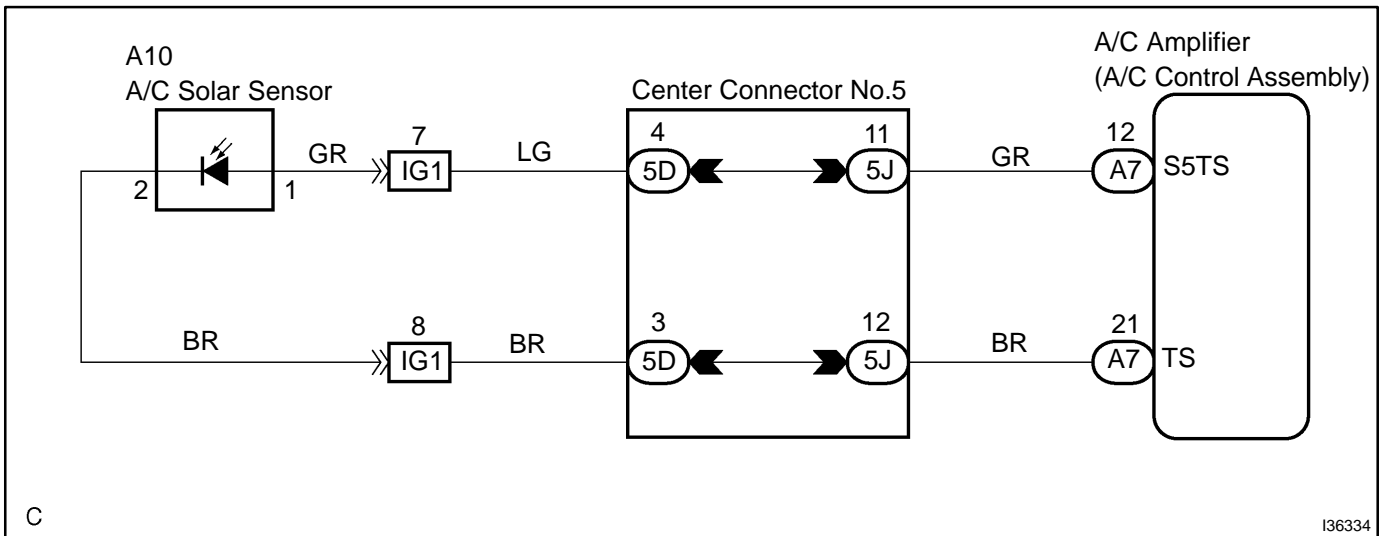 A10
A/C Solar Sensor
A/C Amplifier
(A/C Control Assembly)
Center Connector No.5
2
1
GR
7
IG1
LG
4
5D
11
5J
GR
12
A7
S5TS
BR
8
IG1
BR
3
5D
12
5J
BR
21
A7
TS
C
I36334